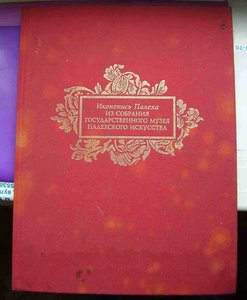 Иконопись Палеха
ИЗ СОБРАНИЯ
ГОСУДАРСТВЕННОГО МУЗЕЯ
ПАЛЕХСКОГО ИСКУССТВА